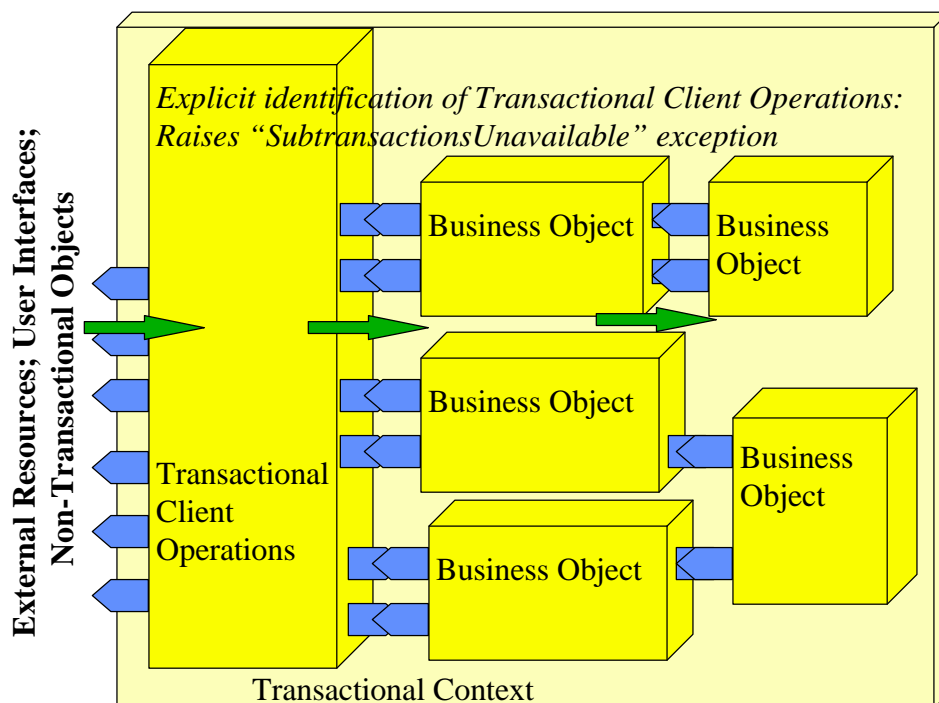 External Resources; User Interfaces;
Non-Transactional Objects
Explicit identification of Transactional Client Operations:
Raises “SubtransactionsUnavailable” exception
Business Object
Business
Object
Business Object
Business
Object
Transactional
Client
Operations
Business Object
Transactional Context